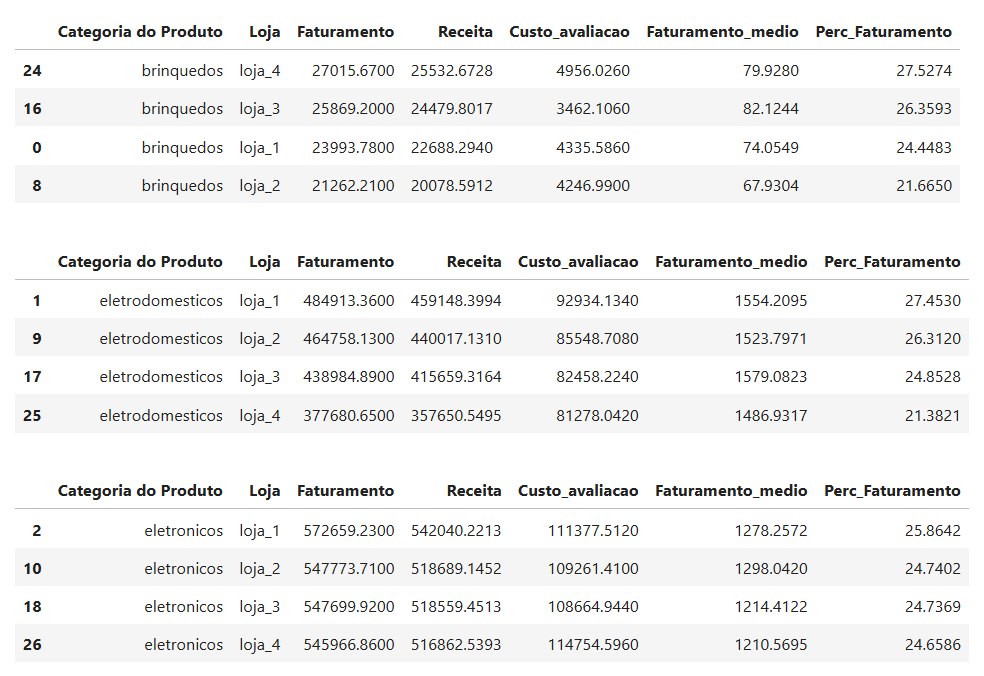 Categoria do Produto Loja Faturamento Receita Custo_avaliacao Faturamento_medio Perc_Faturamento
24 brinquedos loja_4 27015.6700 25532.6728 4956.0260 79.9280 27.5274
16 brinquedos loja_3 25869.2000 24479.8017 3462.1060 82.1244 26.3593
0 brinquedos loja_1 23993.7800 22688.2940 4335.5860 74.0549 24.4483
8 brinquedos loja_2 21262.2100 20078.5912 4246.9900 67.9304 21.6650
Categoria do Produto Loja Faturamento Receita Custo_avaliacao Faturamento_medio Perc_Faturamento
1 eletrodomesticos loja_1 484913.3600 459148.3994 92934.1340 1554.2095 27.4530
9 eletrodomesticos loja_2 464758.1300 440017.1310 85548.7080 1523.7971 26.3120
17 eletrodomesticos loja_3 438984.8900 415659.3164 82458.2240 1579.0823 24.8528
25 eletrodomesticos loja_4 377680.6500 357650.5495 81278.0420 1486.9317 21.3821
Categoria do Produto Loja Faturamento Receita Custo_avaliacao Faturamento_medio Perc_Faturamento
2 eletronicos loja_1 572659.2300 542040.2213 111377.5120 1278.2572 25.8642
10 eletronicos loja_2 547773.7100 518689.1452 109261.4100 1298.0420 24.7402
18 eletronicos loja_3 547699.9200 518559.4513 108664.9440 1214.4122 24.7369
26 eletronicos loja_4 545966.8600 516862.5393 114754.5960 1210.5695 24.6586